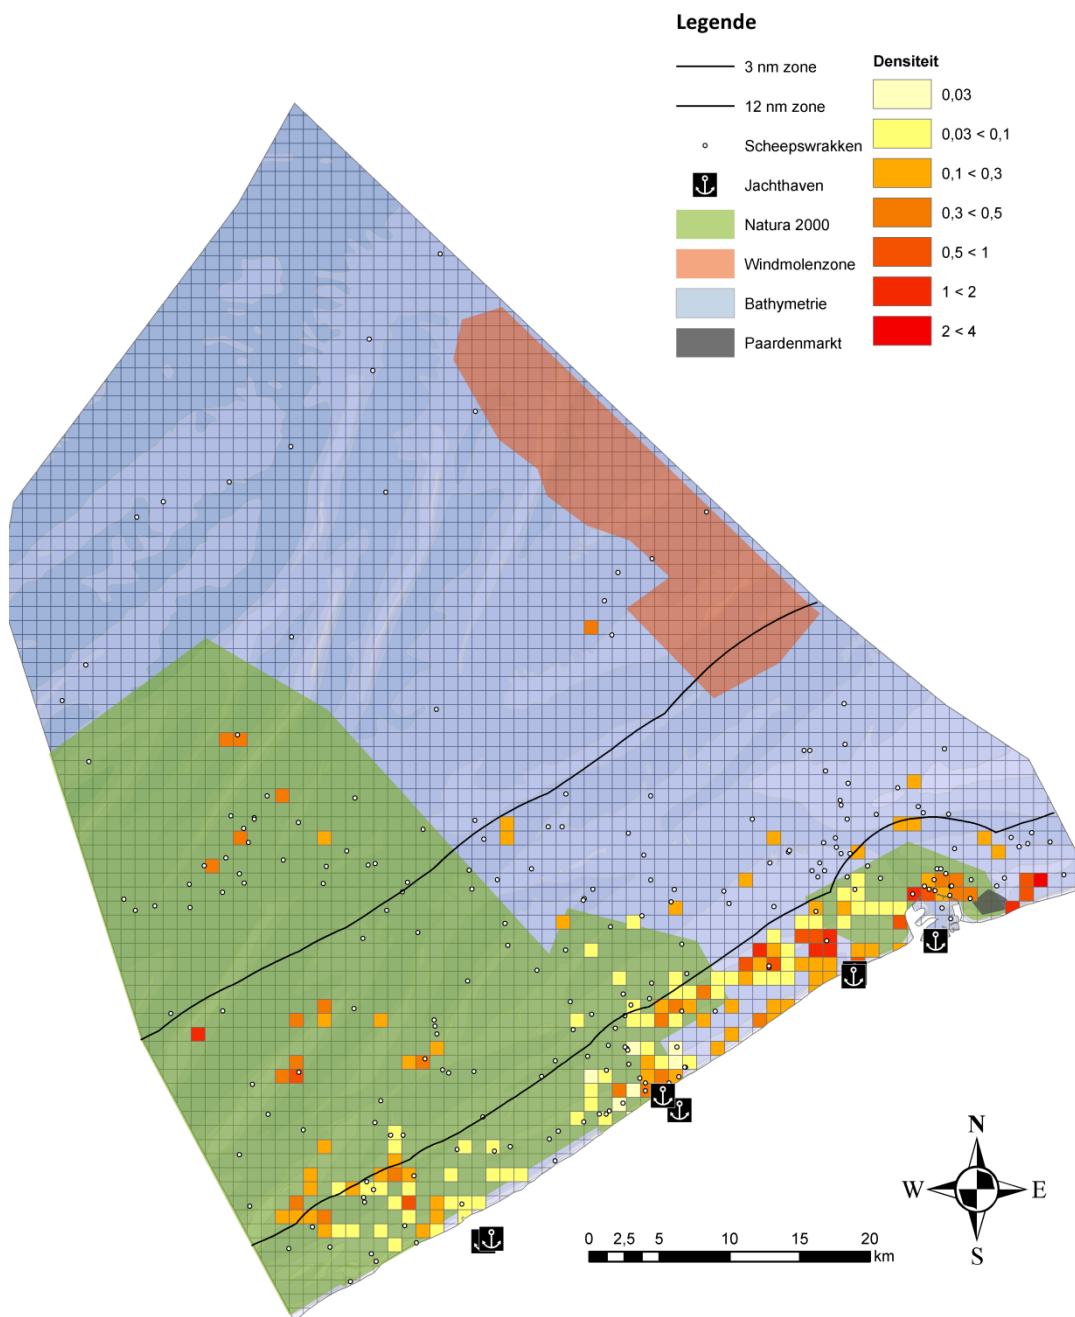 Legende
3 nm zone
12 nm zone
Scheepswrakken
Jachthaven
Natura 2000
Windmolenzone
Bathymetrie
Paardenmarkt
Densiteit
0,03
0,03 < 0,1
0,1 < 0,3
0,3 < 0,5
0,5 < 1
1 < 2
2 < 4
N
W E
S
0 2,5 5 10 15 20
km